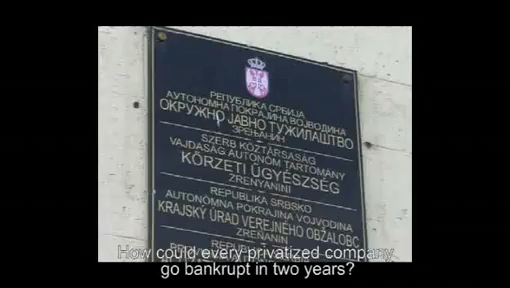 РЕПУБЛИКА СРБИЈА
АУТОНОМНА ПОКРАЈИНА ВОЈВОДИНА
ОКРУЖНО ЈАВНО ТУЖИЛАШТВО
ЗРЕЊАНИН
SZERB KÖZTÁRSASÁG
VAJDASÁG AUTONÓM TARTOMÁNY
KÖRZETI ÜGYÉSZSÉG
ZRENYANINI
REPUBLIKA SRBSKO
AUTONÓMNA POKRAJINA VOJVODINA
KRAJSKÝ ÚRAD VEREJNÉHO OBŽALOBC
ZREŇANIN
How could every privatized company
go bankrupt in two years?